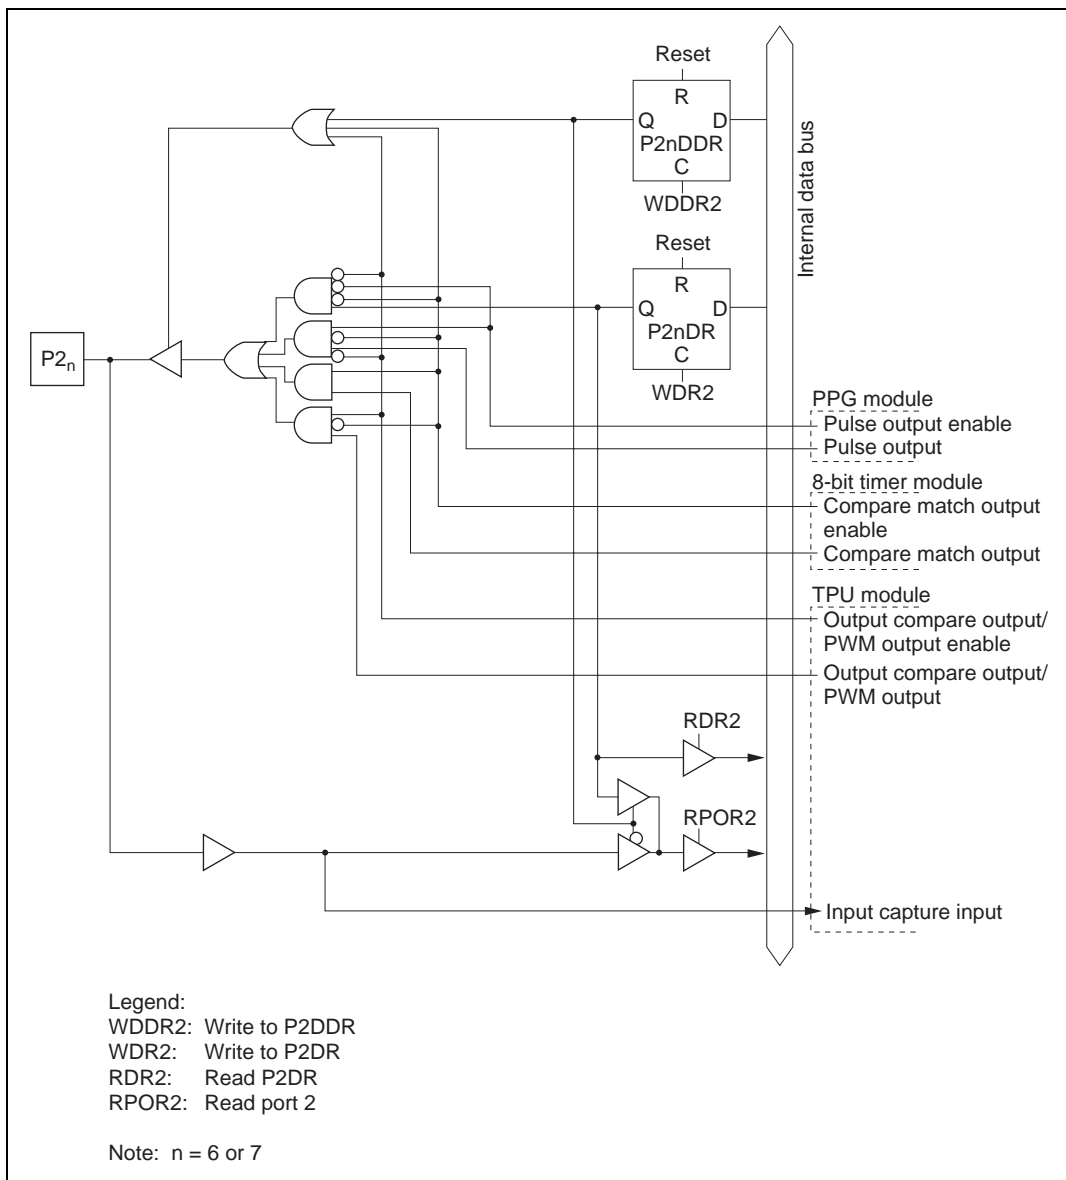 Reset
R
Q D
P2nDDR
C
WDDR2
Internal data bus
Reset
R
Q D
P2nDR
C
WDR2
P2n
PPG module
Pulse output enable
Pulse output
8-bit timer module
Compare match output
enable
Compare match output
TPU module
Output compare output/
PWM output enable
Output compare output/
PWM output
RDR2
RPOR2
Input capture input
Legend:
WDDR2: Write to P2DDR
WDR2: Write to P2DR
RDR2: Read P2DR
RPOR2: Read port 2
Note: n = 6 or 7